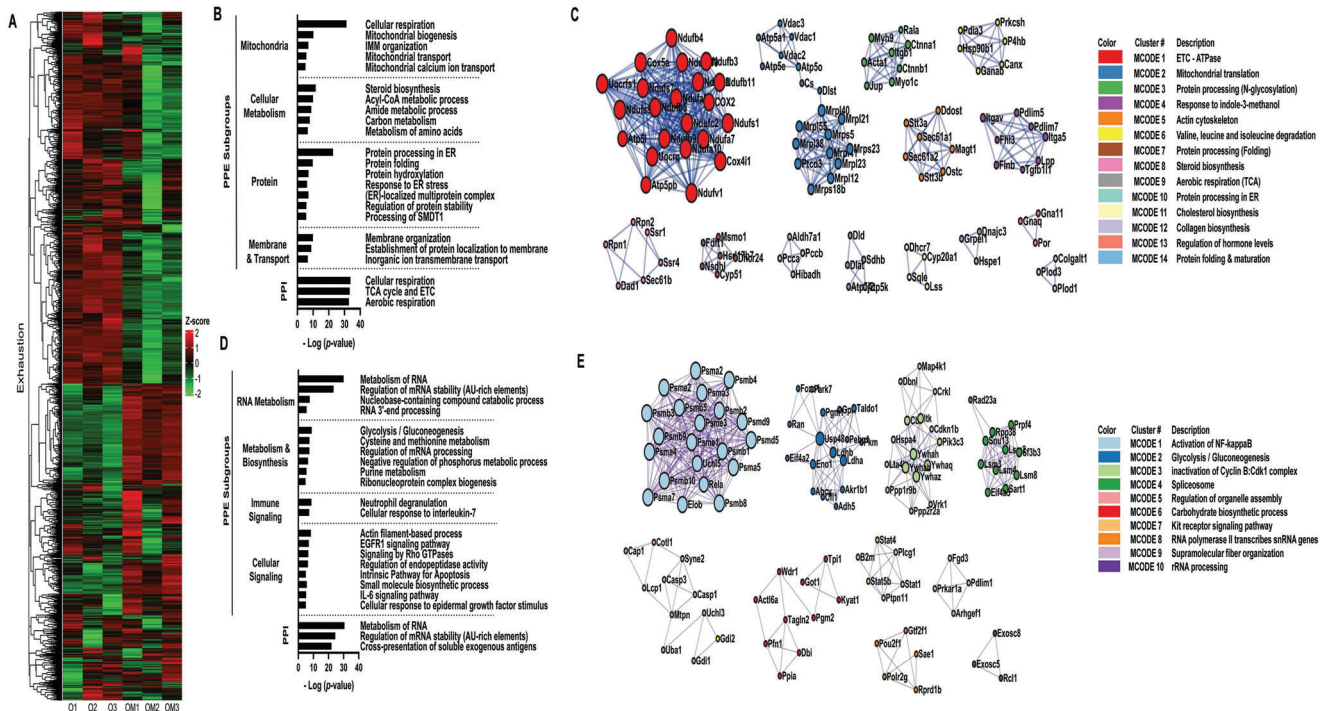 A
Exhaustion
Z-score
2
1
0
-1
-2
O1 O2 O3 OM1 OM2 OM3
B
PPE Subgroups
Mitochondria
Cellular respiration
Mitochondrial biogenesis
IMM organization
Mitochondrial transport
Mitochondrial calcium ion transport
Cellular
Metabolism
Steroid biosynthesis
Acyl-CoA metabolic process
Amide metabolic process
Carbon metabolism
Metabolism of amino acids
Protein
Protein processing in ER
Protein folding
Protein hydroxylation
Response to ER stress
(ER)-localized multiprotein complex
Regulation of protein stability
Processing of SMDT1
Membrane
& Transport
Membrane organization
Establishment of protein localization to membrane
Inorganic ion transmembrane transport
PPI
Cellular respiration
TCA cycle and ETC
Aerobic respiration
0 10 20 30 40
- Log (p-value)
C
Ndufb4
Cox5a
Ndufb3
Uqcrfs1
Ndufb11
COX2
Ndufc2
Ndufs1
Atp5l
Ndufa7
Uqcrq
Ndufa10
Cox4i1
Atp5pb
Ndufv1
Vdac3
Atp5a1
Vdac1
Vdac2
Atp5e
Atp5o
Cs
Dlst
Mrpl40
Mrpl55
Mrpl21
Mrps5
Mrpl38
Mrps23
Ptcd3
Mrpl23
Mrpl12
Mrps18b
Rala
Myh9
Ctnna1
Itgb1
Acta1
Ctnnb1
Jup
Myo1c
Prkcsh
Pdia3
P4hb
Hsp90b1
Canx
Ganab
Ddost
Stt3a
Sec61a1
Magt1
Sec61a2
Ostc
Stt3b
Itgav
Pdlim5
Pdlim7
Fhl3
Itga5
Flnb
Lpp
Tgfb1i1
Rpn2
Ssr1
Rpn1
Ssr4
Sec61b
Dad1
Msmo1
Fdft1
Nsdhl
Cyp51
Aldh7a1
Pccb
Pcca
Hibadh
Dld
Sdhb
Dlat
Atp5k
Dhcr7
Cyp20a1
Sqle
Lss
Dnajc3
Grpel1
Hspe1
Gna11
Gnaq
Por
Colgalt1
Plod3
Plod1
Color Cluster # Description
MCODE 1 ETC - ATPase
MCODE 2 Mitochondrial translation
MCODE 3 Protein processing (N-glycosylation)
MCODE 4 Response to indole-3-methanol
MCODE 5 Actin cytoskeleton
MCODE 6 Valine, leucine and isoleucine degradation
MCODE 7 Protein processing (Folding)
MCODE 8 Steroid biosynthesis
MCODE 9 Aerobic respiration (TCA)
MCODE 10 Protein processing in ER
MCODE 11 Cholesterol biosynthesis
MCODE 12 Collagen biosynthesis
MCODE 13 Regulation of hormone levels
MCODE 14 Protein folding & maturation
D
PPE Subgroups
RNA Metabolism
Metabolism of RNA
Regulation of mRNA stability (AU-rich elements)
Nucleobase-containing compound catabolic process
RNA 3'-end processing
Metabolism &
Biosynthesis
Glycolysis / Gluconeogenesis
Cysteine and methionine metabolism
Regulation of mRNA processing
Negative regulation of phosphorus metabolic process
Purine metabolism
Ribonucleoprotein complex biogenesis
Immune
Signaling
Neutrophil degranulation
Cellular response to interleukin-7
Cellular
Signaling
Actin filament-based process
EGFR1 signaling pathway
Signaling by Rho GTPases
Regulation of endopeptidase activity
Intrinsic Pathway for Apoptosis
Small molecule biosynthetic process
IL-6 signaling pathway
Cellular response to epidermal growth factor stimulus
PPI
Metabolism of RNA
Regulation of mRNA stability (AU-rich elements)
Cross-presentation of soluble exogenous antigens
0 10 20 30 40
- Log (p-value)
E
Psma2
Psme2
Psmb4
Psma3
Psmb5
Psmb3
Psmb2
Psme3
Psmd9
Psmb9
Psme1
Psmd5
Psma4
Psmb1
Uchl5
Psma5
Psmb10
Rela
Psma7
Elob
Psmb8
Park7
Pgm1
Taldo1
Ran
Eif4a2
Ldhb
Eno1
Ldha
Akr1b1
Adh5
Map4k1
Dbnl
Crkl
Itk
Cdkn1b
Hspa4
Pik3c3
Ywhah
Ywhaq
Ywhaz
Ppp1r9b
Vrk1
Ppp2r2a
Rad23a
Prpf4
Rpp38
Snu13
Sf3b3
Lsm3
Lsm4
Lsm8
Sart1
Cotl1
Cap1
Syne2
Casp3
Lcp1
Casp1
Mtpn
Uchl3
Gdi2
Uba1
Gdi1
Wdr1
Actl6a
Tagln2
Pfn1
Dbi
Ppia
Tpi1
Got1
Kyat1
Pgm2
Stat4
B2m
Plcg1
Stat5b
Stat1
Ptpn11
Fgd3
Pdlim1
Prkar1a
Arhgef1
Gtf2f1
Pou2f1
Sae1
Polr2g
Rprd1b
Exosc8
Exosc5
Rcl1
Color Cluster # Description
MCODE 1 Activation of NF-kappaB
MCODE 2 Glycolysis / Gluconeogenesis
MCODE 3 inactivation of Cyclin B:Cdk1 complex
MCODE 4 Spliceosome
MCODE 5 Regulation of organelle assembly
MCODE 6 Carbohydrate biosynthetic process
MCODE 7 Kit receptor signaling pathway
MCODE 8 RNA polymerase II transcribes snRNA genes
MCODE 9 Supramolecular fiber organization
MCODE 10 rRNA processing